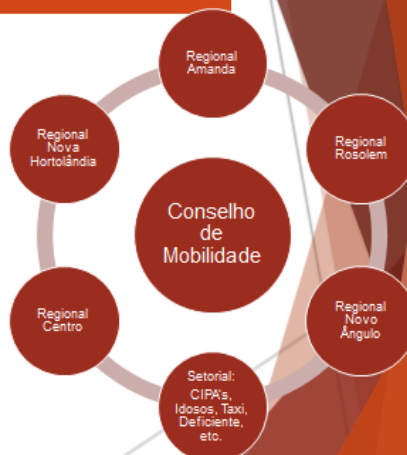 Regional
Amanda
Regional
Nova
Hortolândia
Regional
Rosolem
Conselho
de
Mobilidade
Regional
Centro
Regional
Novo
Ângulo
Setorial:
CIPA's,
Idosos, Taxi,
Deficiente,
etc.